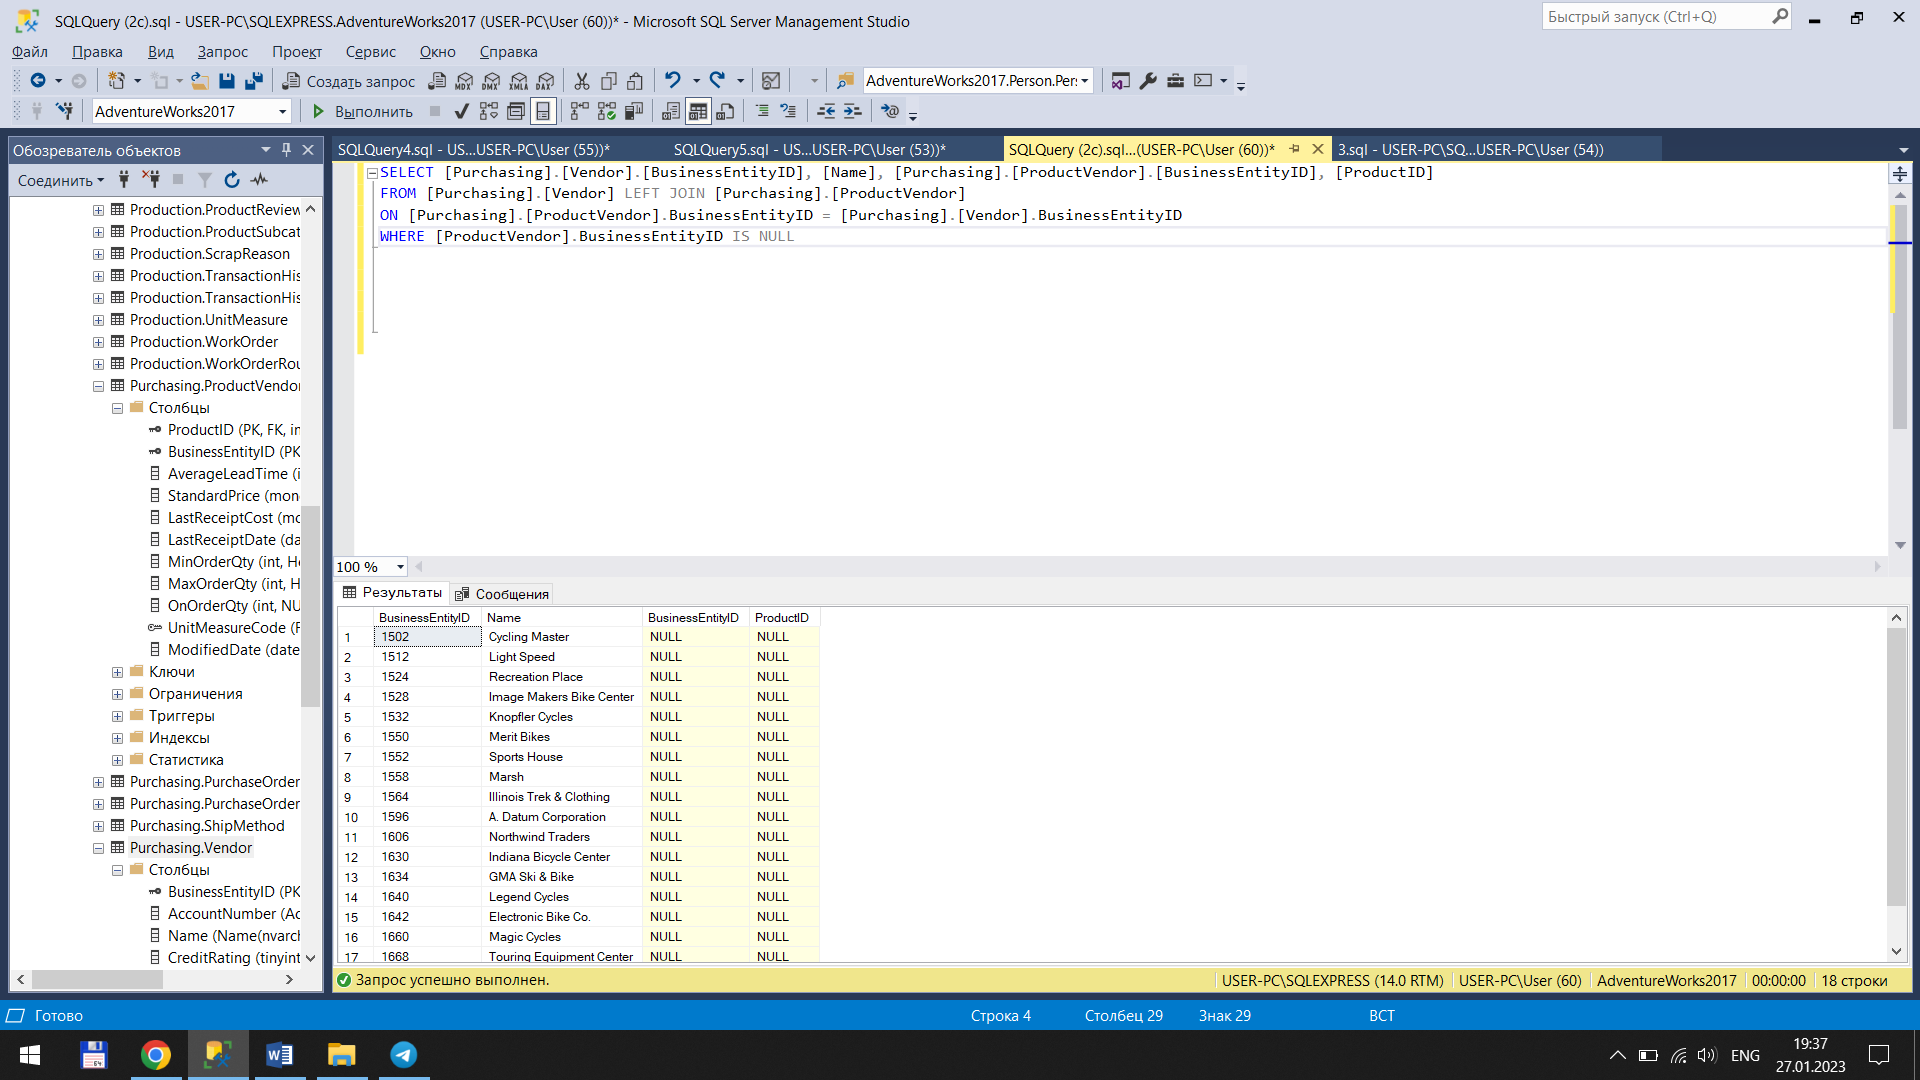 SQLQuery (2c).sql - USER-PC\SQLEXPRESS.AdventureWorks2017 (USER-PC\User (60))* - Microsoft SQL Server Management Studio
Быстрый запуск (Ctrl+Q)
Файл Правка Вид Запрос Проект Сервис Окно Справка
Создать запрос MDX DMX XMLA DAX AdventureWorks2017.Person.Per:
AdventureWorks2017 Выполнить
Обозреватель объектов
SQLQuery4.sql - US...USER-PC\User (55))* SQLQuery5.sql - US...USER-PC\User (53))* SQLQuery (2c).sql...(USER-PC\User (60))* 3.sql - USER-PC\SQ...USER-PC\User (54))
Соединить
Production.ProductReview
Production.ProductSubcat
Production.ScrapReason
Production.TransactionHis
Production.TransactionHis
Production.UnitMeasure
Production.WorkOrder
Production.WorkOrderRou
Purchasing.ProductVendor
Столбцы
ProductID (PK, FK, in
BusinessEntityID (PK
AverageLeadTime (i
StandardPrice (mon
LastReceiptCost (mo
LastReceiptDate (da
MinOrderQty (int, Не
MaxOrderQty (int, Н
OnOrderQty (int, NU
UnitMeasureCode (F
ModifiedDate (date
Ключи
Ограничения
Триггеры
Индексы
Статистика
Purchasing.PurchaseOrder
Purchasing.PurchaseOrder
Purchasing.ShipMethod
Purchasing.Vendor
Столбцы
BusinessEntityID (PK
AccountNumber (Ac
Name (Name(nvarch
CreditRating (tinyint
SELECT [Purchasing].[Vendor].[BusinessEntityID], [Name], [Purchasing].[ProductVendor].[BusinessEntityID], [ProductID]
FROM [Purchasing].[Vendor] LEFT JOIN [Purchasing].[ProductVendor]
ON [Purchasing].[ProductVendor].BusinessEntityID = [Purchasing].[Vendor].BusinessEntityID
WHERE [ProductVendor].BusinessEntityID IS NULL
100 %
Результаты Сообщения
BusinessEntityID Name BusinessEntityID ProductID
1 1502 Cycling Master NULL NULL
2 1512 Light Speed NULL NULL
3 1524 Recreation Place NULL NULL
4 1528 Image Makers Bike Center NULL NULL
5 1532 Knopfler Cycles NULL NULL
6 1550 Merit Bikes NULL NULL
7 1552 Sports House NULL NULL
8 1558 Marsh NULL NULL
9 1564 Illinois Trek & Clothing NULL NULL
10 1596 A. Datum Corporation NULL NULL
11 1606 Northwind Traders NULL NULL
12 1630 Indiana Bicycle Center NULL NULL
13 1634 GMA Ski & Bike NULL NULL
14 1640 Legend Cycles NULL NULL
15 1642 Electronic Bike Co. NULL NULL
16 1660 Magic Cycles NULL NULL
17 1668 Touring Equipment Center NULL NULL
Запрос успешно выполнен. USER-PC\SQLEXPRESS (14.0 RTM) USER-PC\User (60) AdventureWorks2017 00:00:00 18 строки
Готово Строка 4 Столбец 29 Знак 29 ВСТ
64
ENG 19:37
27.01.2023